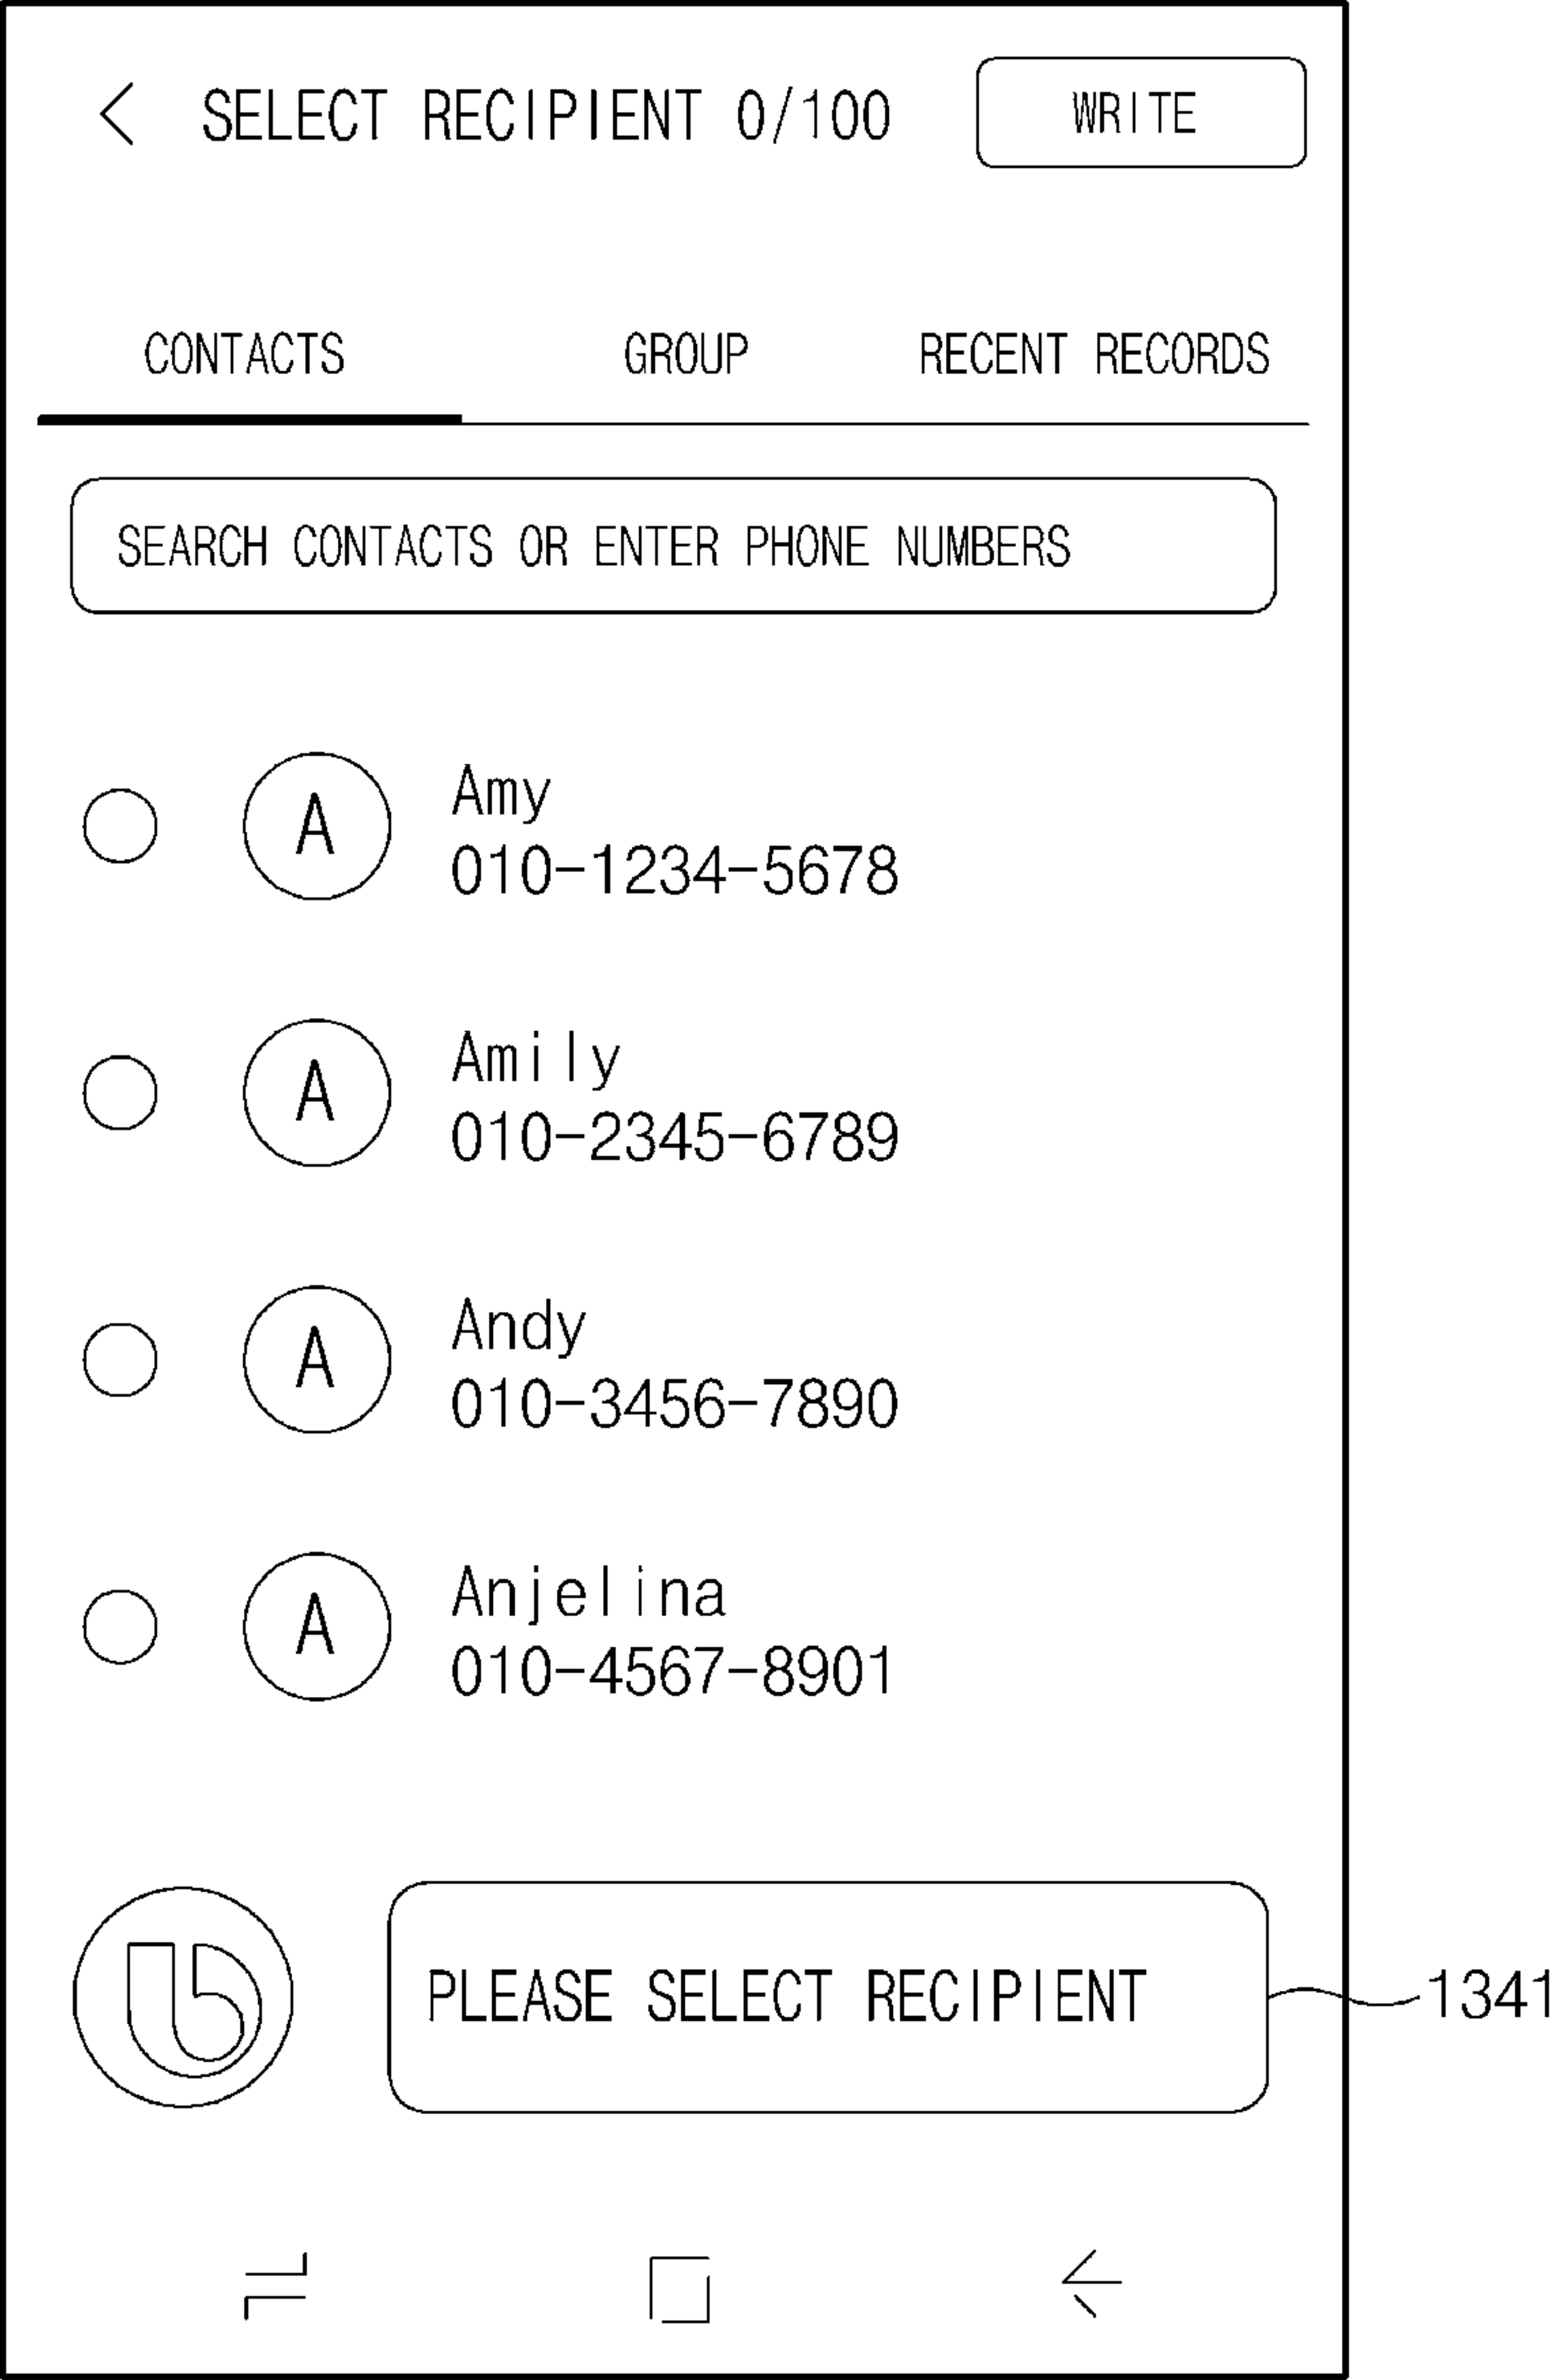 < SELECT RECIPIENT 0/100 WRITE
CONTACTS GROUP RECENT RECORDS
SEARCH CONTACTS OR ENTER PHONE NUMBERS
A Amy
010-1234-5678
A Amily
010-2345-6789
A Andy
010-3456-7890
A Anjelina
010-4567-8901
b PLEASE SELECT RECIPIENT 1341